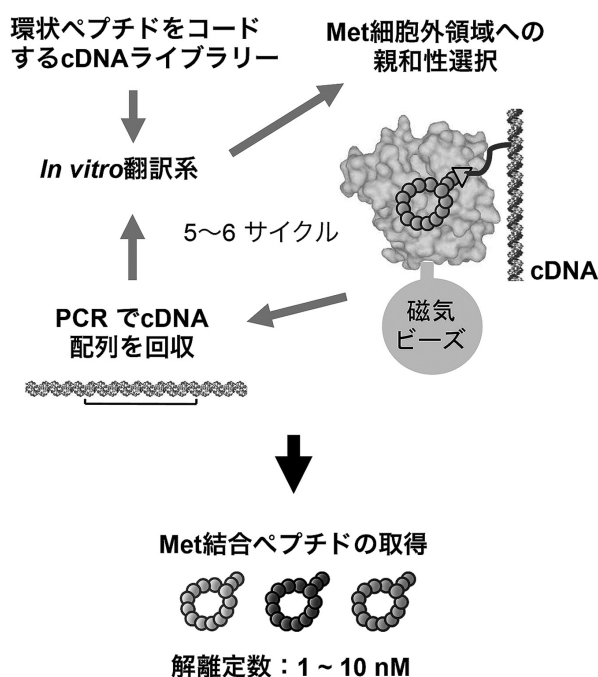 環状ペプチドをコード
するcDNAライブラリー
Met細胞外領域への
親和性選択
In vitro翻訳系
5〜6 サイクル
cDNA
磁気
ビーズ
PCR でcDNA
配列を回収
Met結合ペプチドの取得
解離定数：1 ~ 10 nM